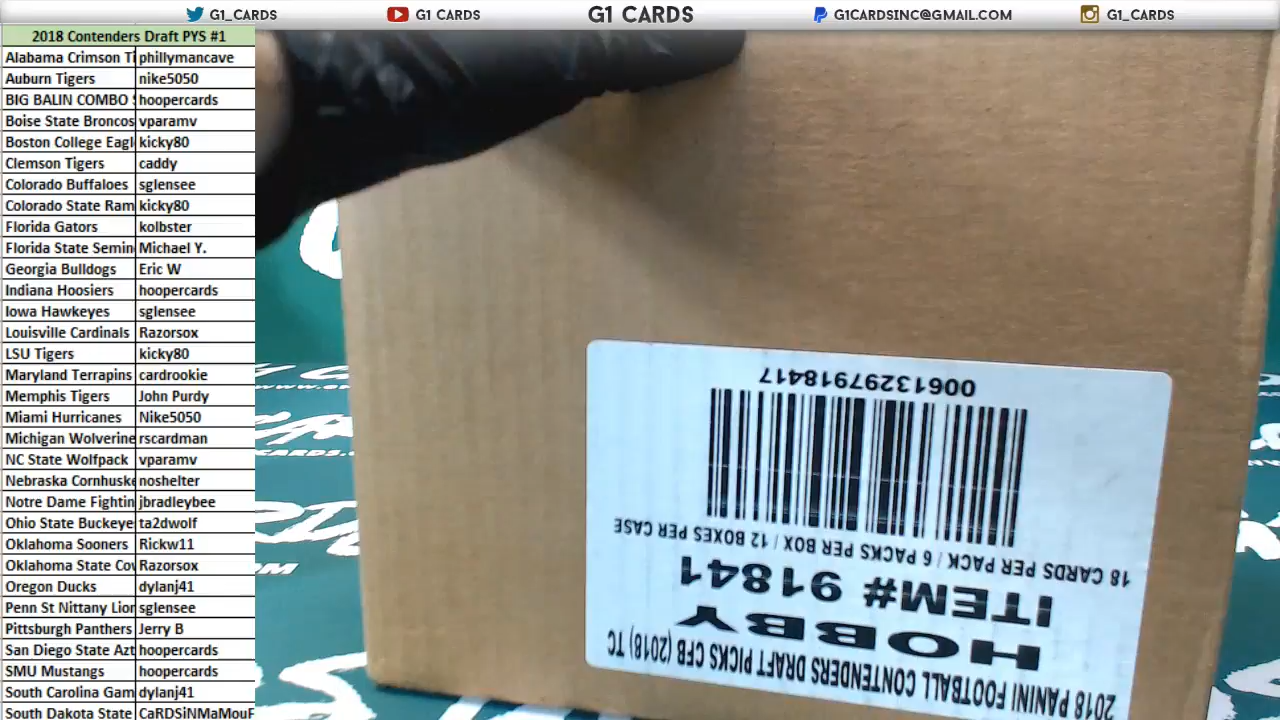 G1_CARDS
G1 CARDS
G1 CARDS
G1CARDSINC@GMAIL.COM
G1_CARDS
2018 Contenders Draft PYS #1
Alabama Crimson Ti phillymancave
Auburn Tigers nike5050
BIG BALIN COMBO hoopercards
Boise State Broncos vparamv
Boston College Eagl kicky80
Clemson Tigers caddy
Colorado Buffaloes sglensee
Colorado State Ram kicky80
Florida Gators kolbster
Florida State Semin Michael Y.
Georgia Bulldogs Eric W
Indiana Hoosiers hoopercards
Iowa Hawkeyes sglensee
Louisville Cardinals Razorsox
LSU Tigers kicky80
Maryland Terrapins cardrookie
Memphis Tigers John Purdy
Miami Hurricanes Nike5050
Michigan Wolverine rscardman
NC State Wolfpack vparamv
Nebraska Cornhuske noshelter
Notre Dame Fightin jbradleybee
Ohio State Buckeye ta2dwolf
Oklahoma Sooners Rickw11
Oklahoma State Cov Razorsox
Oregon Ducks dylanj41
Penn St Nittany Lion sglensee
Pittsburgh Panthers Jerry B
San Diego State Azt hoopercards
SMU Mustangs hoopercards
South Carolina Gam dylanj41
South Dakota State CaRDSiNMaMouF
2018 PANINI FOOTBALL CONTENDERS DRAFT PICKS CFB (2018) TC
HOBBY
ITEM# 91841
18 CARDS PER PACK / 6 PACKS PER BOX / 12 BOXES PER CASE
00613297918417